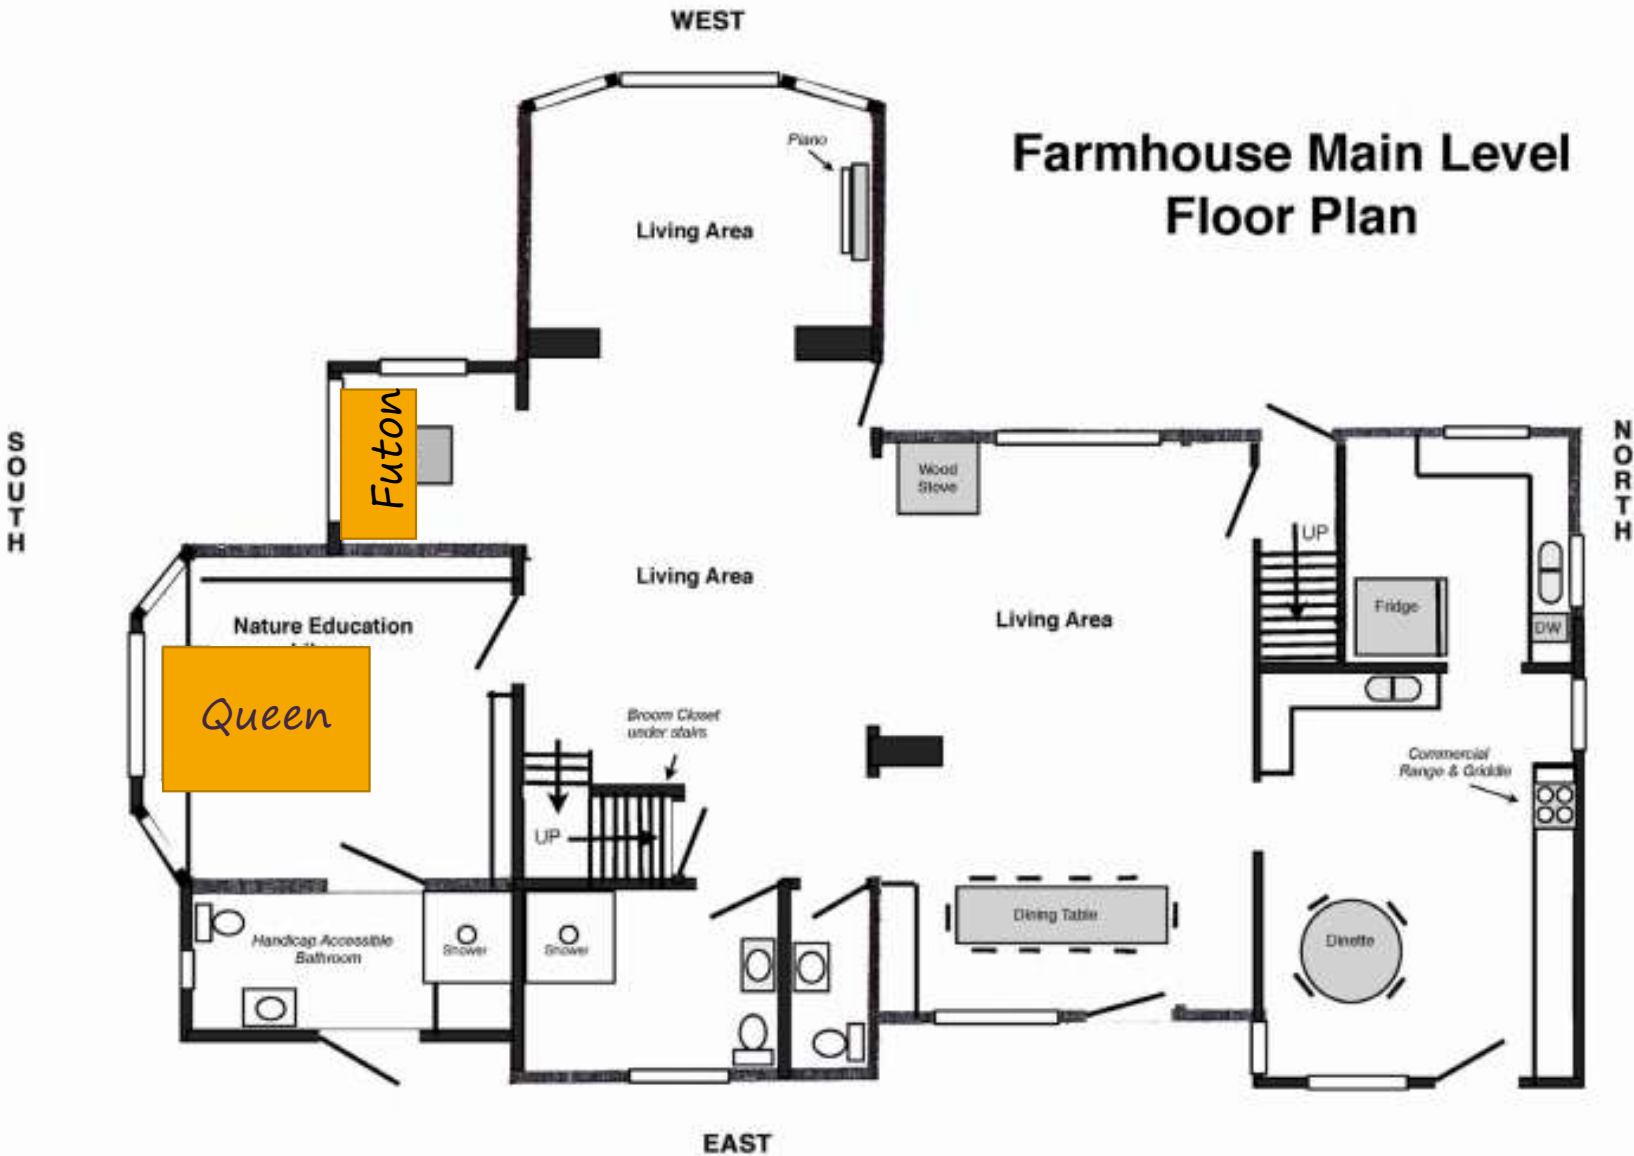 WEST
Farmhouse Main Level
Floor Plan
Piano
Living Area
SOUTH
NORTH
Futon
Wood
Stove
UP
Living Area
Living Area
Fridge
DW
Nature Education
Queen
Broom Closet
under stairs
Commercial
Range & Griddle
UP
Dining Table
Dinette
Handicap Accessible
Bathroom
Shower
Shower
EAST